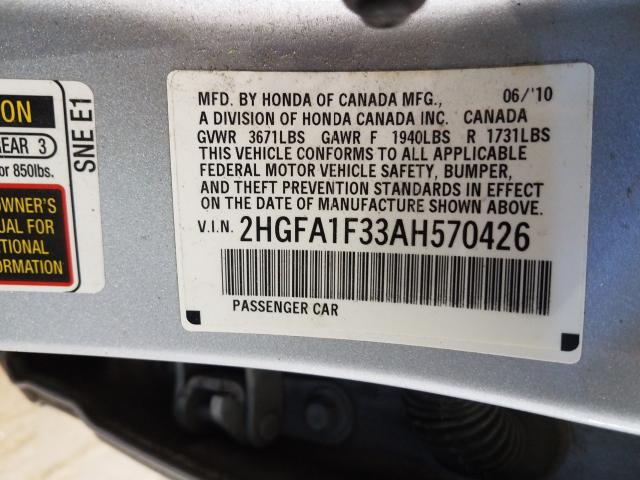 ON
EAR 3
or 850lbs.
OWNER'S
UAL FOR
TIONAL
FORMATION
SNE E1
MFD. BY HONDA OF CANADA MFG., 06/'10
A DIVISION OF HONDA CANADA INC. CANADA
GVWR 3671LBS GAWR F 1940LBS R 1731LBS
THIS VEHICLE CONFORMS TO ALL APPLICABLE
FEDERAL MOTOR VEHICLE SAFETY, BUMPER,
AND THEFT PREVENTION STANDARDS IN EFFECT
ON THE DATE OF MANUFACTURE SHOWN ABOVE.
V.I.N. 2HGFA1F33AH570426
PASSENGER CAR